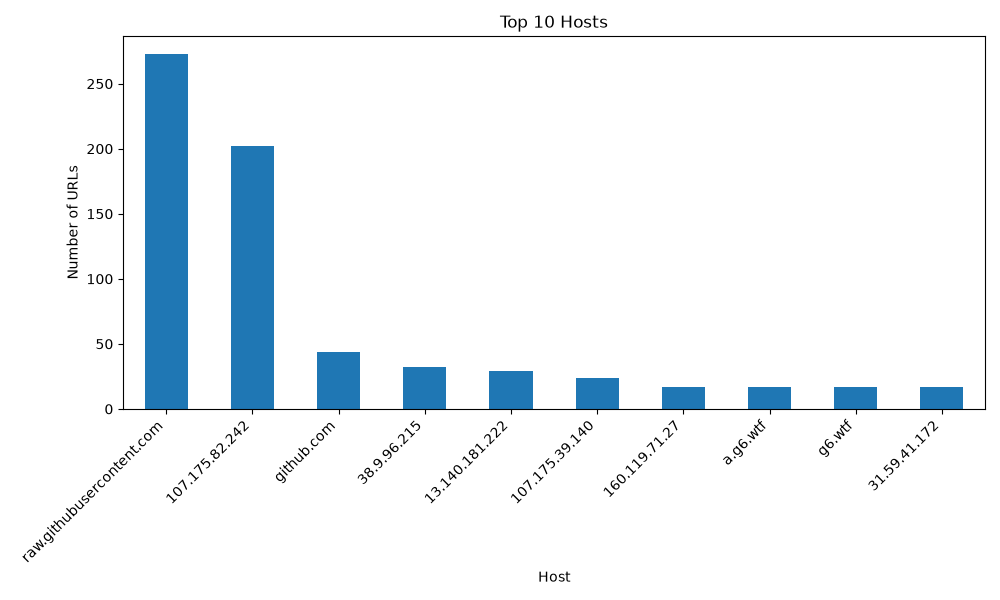 Top 10 Hosts
Number of URLs
250
200
150
100
50
0
raw.githubusercontent.com
107.175.82.242
github.com
38.9.96.215
13.140.181.222
107.175.39.140
160.119.71.27
a.g6.wtf
g6.wtf
31.59.41.172
Host